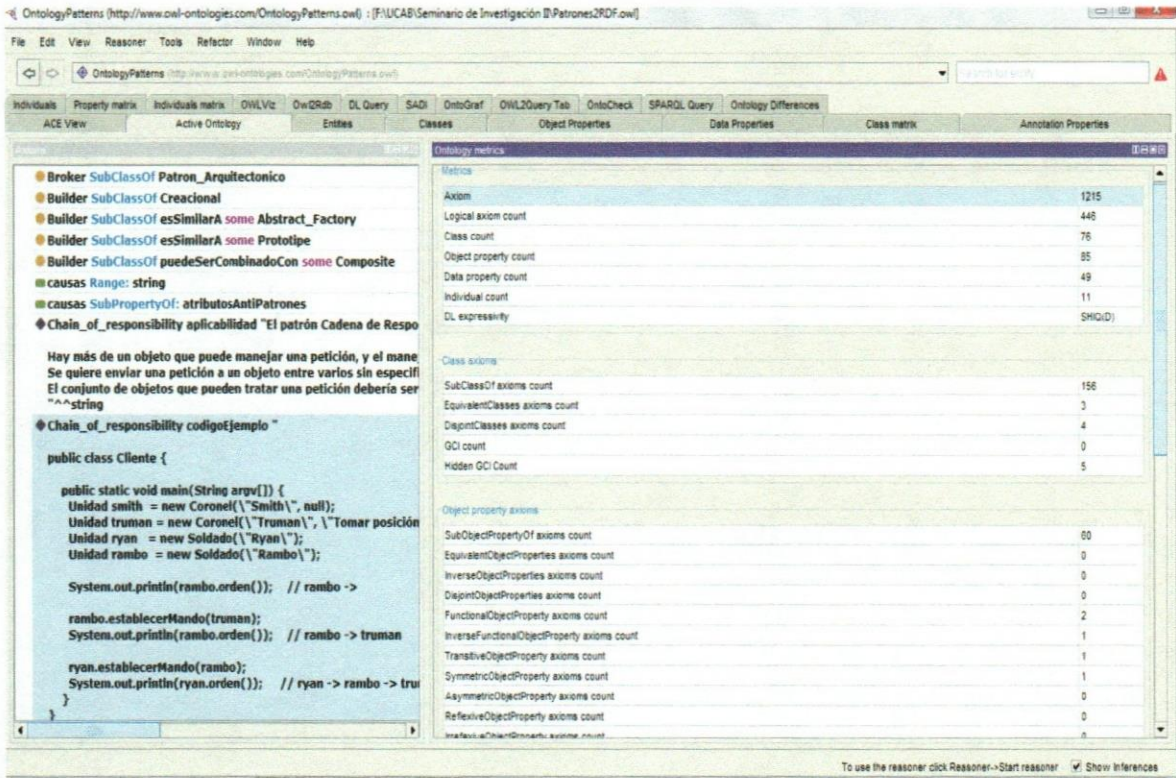 OntologyPatterns (http://www.owl-ontologies.com/OntologyPatterns.owl) : [F:\UCAB\Seminario de Investigación II\Patrones2RDF.owl]
File Edit View Reasoner Tools Refactor Window Help
OntologyPatterns (http://www.owl-ontologies.com/OntologyPatterns.owl)
Individuals Property matrix Individuals matrix OWLViz Owl2Rdb DL Query SADI OntoGraf OWL2Query Tab OntoCheck SPARQL Query Ontology Differences
ACE View Active Ontology Entities Classes Object Properties Data Properties Class matrix Annotation Properties
Ontology metrics
Broker SubClassOf Patron_Arquitectonico
Builder SubClassOf Creacional
Builder SubClassOf esSimilarA some Abstract_Factory
Builder SubClassOf esSimilarA some Prototipe
Builder SubClassOf puedeSerCombinadoCon some Composite
causas Range: string
causas SubPropertyOf: atributosAntiPatrones
Chain_of_responsibility aplicabilidad "El patrón Cadena de Respo
Hay más de un objeto que puede manejar una petición, y el mane
Se quiere enviar una petición a un objeto entre varios sin especifi
El conjunto de objetos que pueden tratar una petición debería ser
"^^string
Chain_of_responsibility codigoEjemplo "
public class Cliente {
public static void main(String argv[]) {
Unidad smith = new Coronel(\"Smith\", null);
Unidad truman = new Coronel(\"Truman\", \"Tomar posición
Unidad ryan = new Soldado(\"Ryan\");
Unidad rambo = new Soldado(\"Rambo\");
System.out.println(rambo.orden()); // rambo ->
rambo.establecerMando(truman);
System.out.println(rambo.orden()); // rambo -> truman
ryan.establecerMando(rambo);
System.out.println(ryan.orden()); // ryan -> rambo -> tru
}
}
Metrics
Axiom 1215
Logical axiom count 446
Class count 76
Object property count 85
Data property count 49
Individual count 11
DL expressivity SHIQ(D)
Class axioms
SubClassOf axioms count 156
EquivalentClasses axioms count 3
DisjointClasses axioms count 4
GCI count 0
Hidden GCI Count 5
Object property axioms
SubObjectPropertyOf axioms count 60
EquivalentObjectProperties axioms count 0
InverseObjectProperties axioms count 0
DisjointObjectProperties axioms count 0
FunctionalObjectProperty axioms count 2
InverseFunctionalObjectProperty axioms count 1
TransitiveObjectProperty axioms count 1
SymmetricObjectProperty axioms count 1
AsymmetricObjectProperty axioms count 0
ReflexiveObjectProperty axioms count 0
IrreflexiveObjectProperty axioms count 0
To use the reasoner click Reasoner->Start reasoner Show Inferences